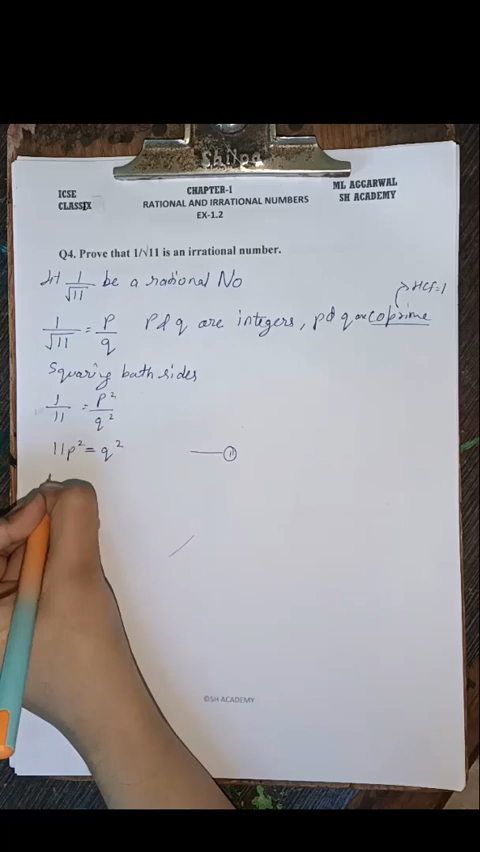 Shilpa
ICSE CHAPTER-1 ML AGGARWAL
CLASSIX RATIONAL AND IRRATIONAL NUMBERS SH ACADEMY
EX-1.2
Q4. Prove that 1/√11 is an irrational number.
let 1/√11 be a rational No
→ HCF=1
1/√11 = p/q P & q are integers, p & q are coprime
Squaring both sides
1/11 = p²/q²
11p² = q² —(11)
©SH ACADEMY